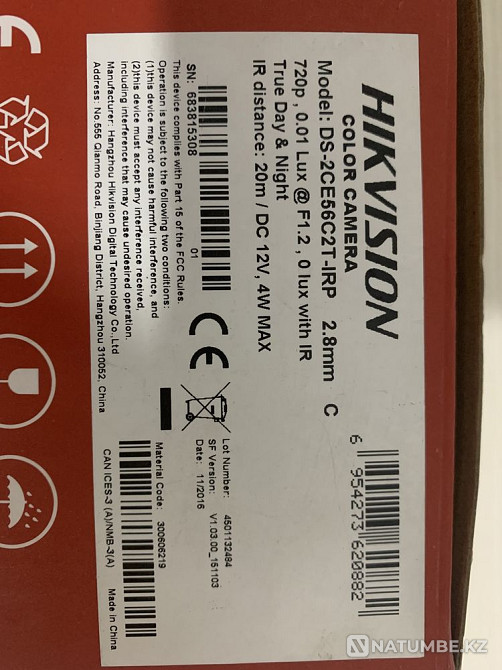 HIKVISION
COLOR CAMERA
Model: DS-2CE56C2T-IRP 2.8mm C
720p , 0.01 Lux @ F1.2 , 0 lux with IR
True Day & Night
IR distance: 20m / DC 12V, 4W MAX
6 954273 620882
SN: 683815308
01
CE
Lot Number: 4501132484
SF Version: V1.03.00_151103
Date: 11/2016
This device complies with Part 15 of the FCC Rules.
Operation is subject to the following two conditions:
(1)this device may not cause harmful interference, and
(2)this device must accept any interference received,
including interference that may cause undesired operation.
Manufacturer: Hangzhou Hikvision Digital Technology Co.,Ltd
Address: No.555 Qianmo Road, Binjiang District, Hangzhou 310052, China
Material Code: 300606219
CAN ICES-3 (A)/NMB-3(A)
Made in China
NATUMBE.KZ